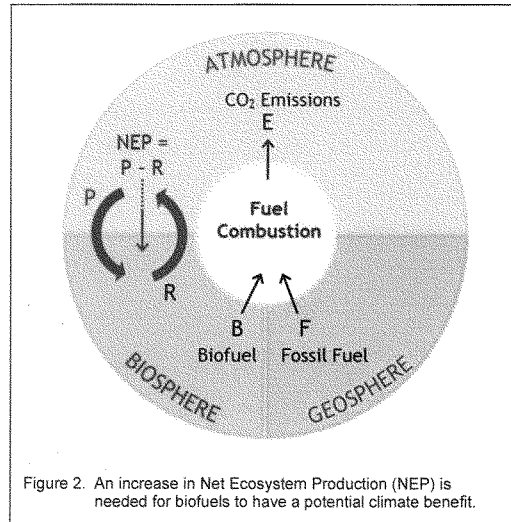 ATMOSPHERE
CO₂ Emissions
E
NEP =
P - R
P
R
Fuel
Combustion
B
Biofuel
F
Fossil Fuel
BIOSPHERE
GEOSPHERE
Figure 2. An increase in Net Ecosystem Production (NEP) is
needed for biofuels to have a potential climate benefit.